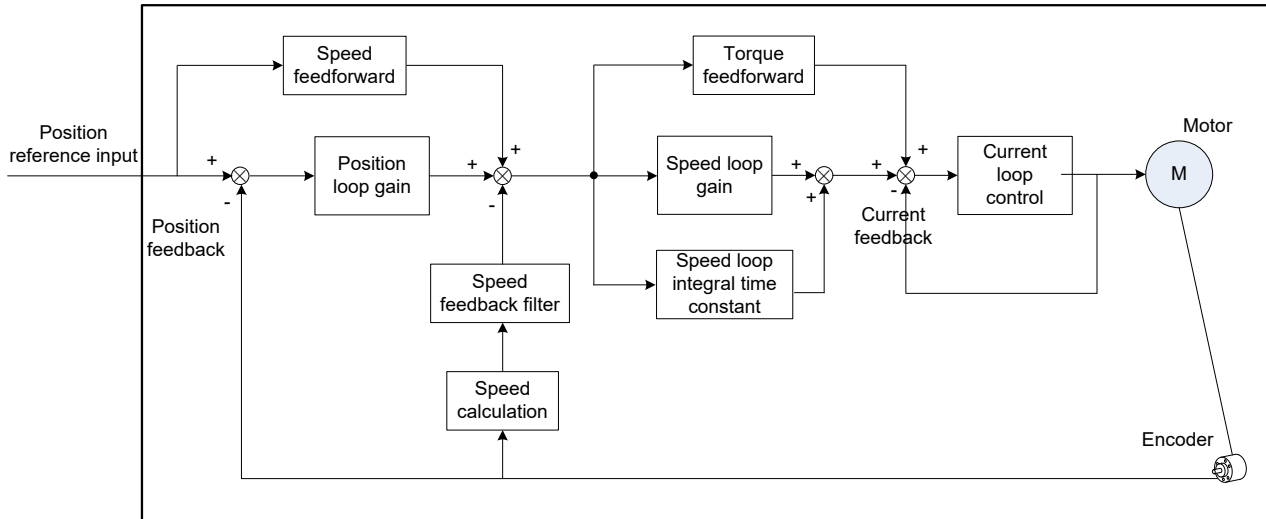 Speed
feedforward
Torque
feedforward
Position
reference input
Motor
+
+
+
Position
loop gain
+
-
Speed loop
gain
+
+
+
+
-
Current
loop
control
M
-
Position
feedback
Current
feedback
Speed
feedback filter
Speed loop
integral time
constant
Speed
calculation
Encoder